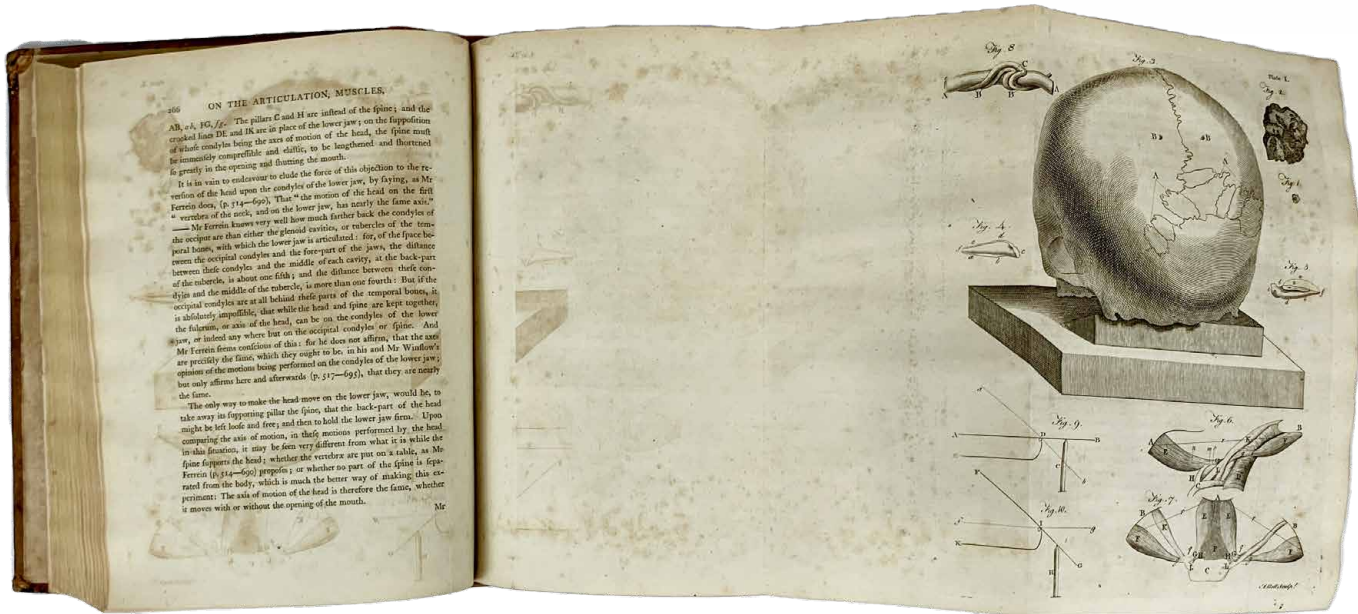 266 ON THE ARTICULATION, MUSCLES,
AB, ab, FG, fg. The pillars C and H are inſtead of the ſpine; and the
crooked lines DE and IK are in place of the lower jaw; on the ſuppoſition
of whoſe condyles being the axes of motion of the head, the ſpine muſt
be immenſely compreſſible and elaſtic, to be lengthened and ſhortened
ſo greatly in the opening and ſhutting the mouth.
It is in vain to endeavour to elude the force of this objection to the re-
verſion of the head upon the condyles of the lower jaw, by ſaying, as Mr
Ferrein does, (p. 514—690), That "the motion of the head on the firſt
" vertebra of the neck, and on the lower jaw, has nearly the ſame axis."
—— Mr Ferrein knows very well how much farther back the condyles of
the occiput are than either the glenoid cavities, or tubercles of the tem-
poral bones, with which the lower jaw is articulated: for, of the ſpace be-
tween the occipital condyles and the fore-part of the jaws, the diſtance
between theſe condyles and the middle of each cavity, at the back-part
of the tubercle, is about one fifth; and the diſtance between theſe con-
dyles and the middle of the tubercle, is more than one fourth: But if the
occipital condyles are at all behind theſe parts of the temporal bones, it
is abſolutely impoſſible, that while the head and ſpine are kept together,
the fulcrum, or axis of the head, can be on the condyles of the lower
jaw, or indeed any where but on the occipital condyles or ſpine. And
Mr Ferrein ſeems conſcious of this: for he does not affirm, that the axes
are preciſely the ſame, which they ought to be, in his and Mr Winſlow's
opinion of the motions being performed on the condyles of the lower jaw;
but only affirms here and afterwards (p. 517—695), that they are nearly
the ſame.
The only way to make the head move on the lower jaw, would be, to
take away its ſupporting pillar the ſpine, that the back-part of the head
might be left looſe and free; and then to hold the lower jaw firm. Upon
comparing the axis of motion, in theſe motions performed by the head
in this ſituation, it may be ſeen very different from what it is while the
ſpine ſupports the head; whether the vertebræ are put on a table, as Mr
Ferrein (p. 514—690) propoſes; or whether no part of the ſpine is ſepa-
rated from the body, which is much the better way of making this ex-
periment: The axis of motion of the head is therefore the ſame, whether
it moves with or without the opening of the mouth.
Mr
Plate I.
Fig. 8
C
A B B A
Fig. 3.
B B
A A
Fig. 2.
Fig. 1.
Fig. 4.
Fig. 5.
Fig. 9.
A D B
C
Fig. 6.
A E K B F
H C D
Fig. 10.
F I g
K H G
Fig. 7.
B E E B
F K P F
C